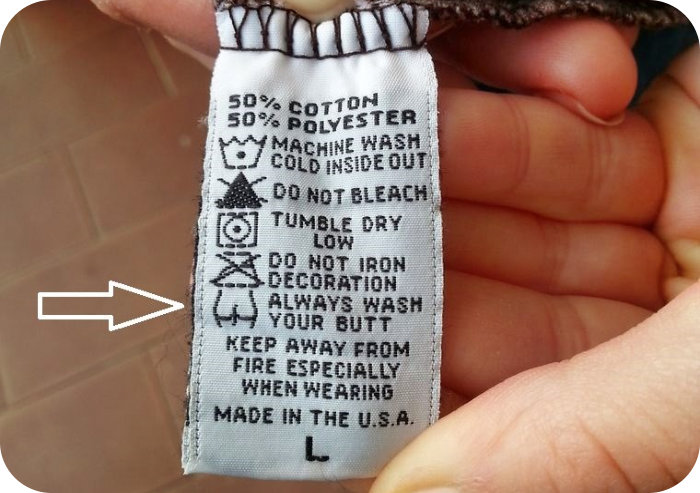 50% COTTON
50% POLYESTER
MACHINE WASH
COLD INSIDE OUT
DO NOT BLEACH
TUMBLE DRY
LOW
DO NOT IRON
DECORATION
ALWAYS WASH
YOUR BUTT
KEEP AWAY FROM
FIRE ESPECIALLY
WHEN WEARING
MADE IN THE U.S.A.
L